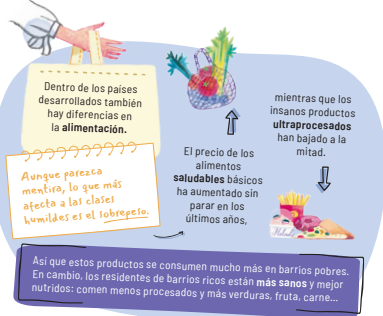 Dentro de los países
desarrollados también
hay diferencias en
la alimentación.
Aunque parezca
mentira, lo que más
afecta a las clases
humildes es el sobrepeso.
El precio de los
alimentos
saludables básicos
ha aumentado sin
parar en los
últimos años,
mientras que los
insanos productos
ultraprocesados
han bajado a la
mitad.
Así que estos productos se consumen mucho más en barrios pobres.
En cambio, los residentes de barrios ricos están más sanos y mejor
nutridos: comen menos procesados y más verduras, fruta, carne...